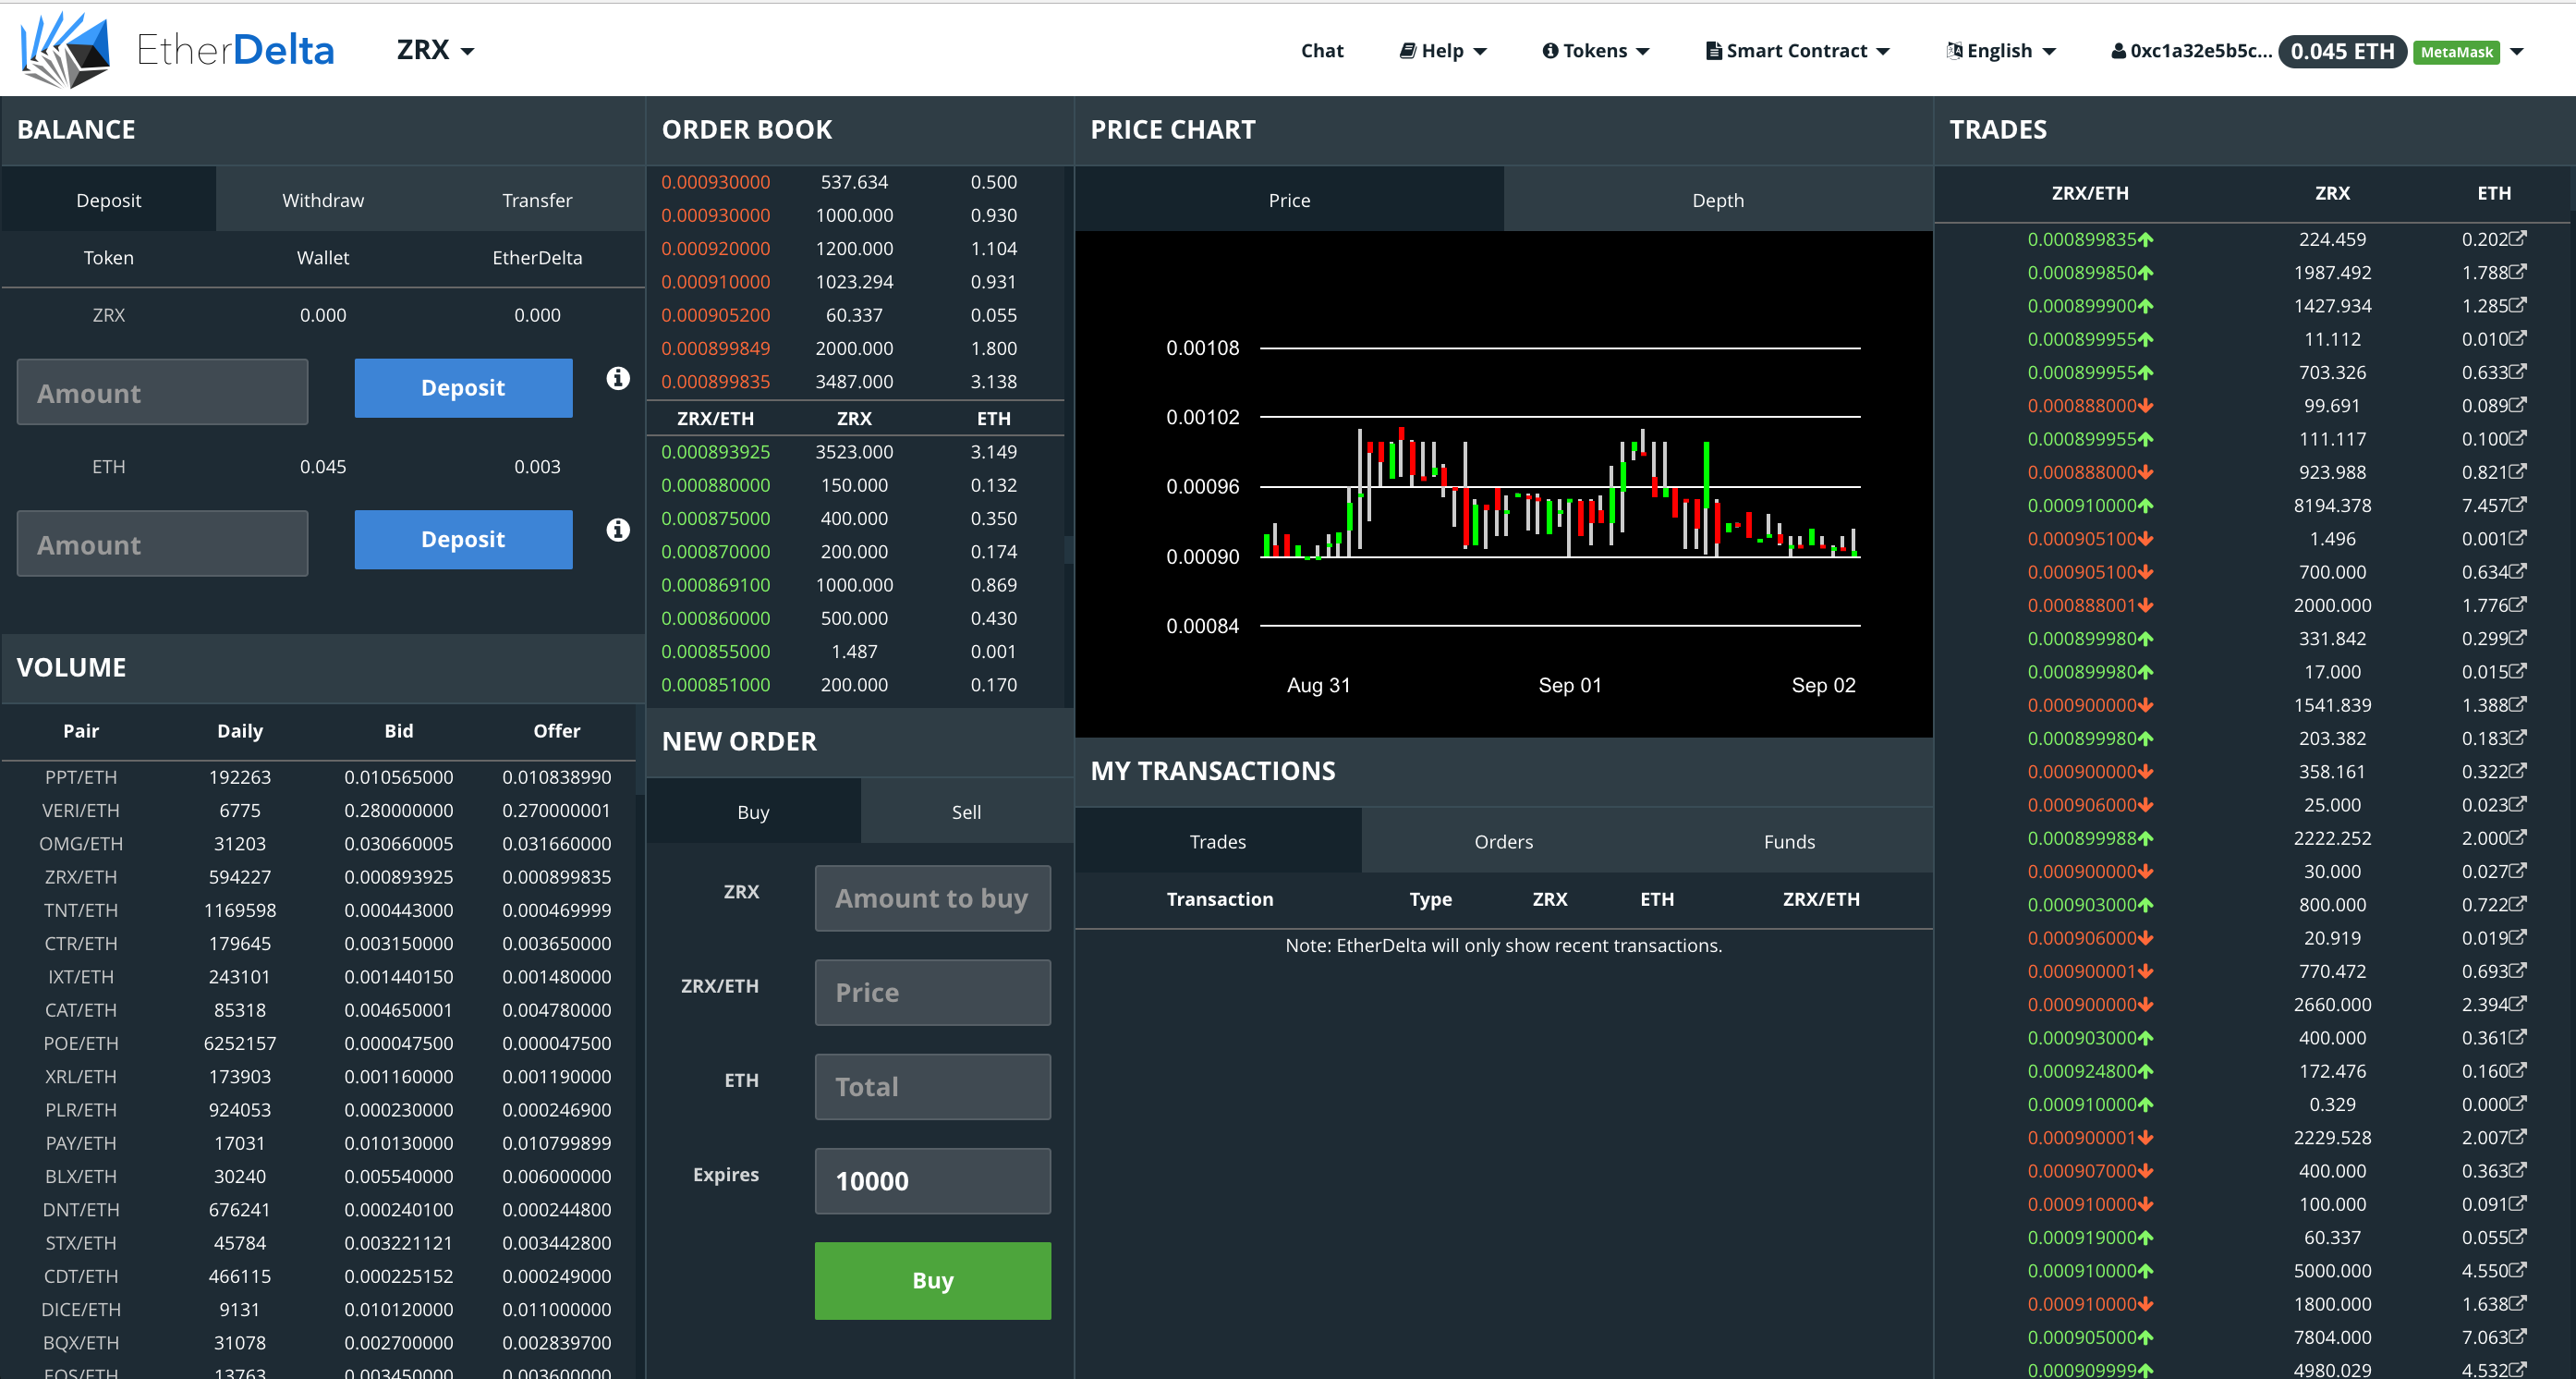 EtherDelta
ZRX
Chat
Help
Tokens
Smart Contract
English
0xc1a32e5b5c...
0.045 ETH
MetaMask
BALANCE
Deposit Withdraw Transfer
Token Wallet EtherDelta
ZRX 0.000 0.000
Amount Deposit
ETH 0.045 0.003
Amount Deposit
VOLUME
Pair Daily Bid Offer
PPT/ETH 192263 0.010565000 0.010838990
VERI/ETH 6775 0.280000000 0.270000001
OMG/ETH 31203 0.030660005 0.031660000
ZRX/ETH 594227 0.000893925 0.000899835
TNT/ETH 1169598 0.000443000 0.000469999
CTR/ETH 179645 0.003150000 0.003650000
IXT/ETH 243101 0.001440150 0.001480000
CAT/ETH 85318 0.004650001 0.004780000
POE/ETH 6252157 0.000047500 0.000047500
XRL/ETH 173903 0.001160000 0.001190000
PLR/ETH 924053 0.000230000 0.000246900
PAY/ETH 17031 0.010130000 0.010799899
BLX/ETH 30240 0.005540000 0.006000000
DNT/ETH 676241 0.000240100 0.000244800
STX/ETH 45784 0.003221121 0.003442800
CDT/ETH 466115 0.000225152 0.000249000
DICE/ETH 9131 0.010120000 0.011000000
BQX/ETH 31078 0.002700000 0.002839700
EOS/ETH 13763 0.003450000 0.003600000
ORDER BOOK
0.000930000 537.634 0.500
0.000930000 1000.000 0.930
0.000920000 1200.000 1.104
0.000910000 1023.294 0.931
0.000905200 60.337 0.055
0.000899849 2000.000 1.800
0.000899835 3487.000 3.138
ZRX/ETH ZRX ETH
0.000893925 3523.000 3.149
0.000880000 150.000 0.132
0.000875000 400.000 0.350
0.000870000 200.000 0.174
0.000869100 1000.000 0.869
0.000860000 500.000 0.430
0.000855000 1.487 0.001
0.000851000 200.000 0.170
NEW ORDER
Buy Sell
ZRX Amount to buy
ZRX/ETH Price
ETH Total
Expires 10000
Buy
PRICE CHART
Price Depth
0.00108
0.00102
0.00096
0.00090
0.00084
Aug 31 Sep 01 Sep 02
MY TRANSACTIONS
Trades Orders Funds
Transaction Type ZRX ETH ZRX/ETH
Note: EtherDelta will only show recent transactions.
TRADES
ZRX/ETH ZRX ETH
0.000899835 224.459 0.202
0.000899850 1987.492 1.788
0.000899900 1427.934 1.285
0.000899955 11.112 0.010
0.000899955 703.326 0.633
0.000888000 99.691 0.089
0.000899955 111.117 0.100
0.000888000 923.988 0.821
0.000910000 8194.378 7.457
0.000905100 1.496 0.001
0.000905100 700.000 0.634
0.000888001 2000.000 1.776
0.000899980 331.842 0.299
0.000899980 17.000 0.015
0.000900000 1541.839 1.388
0.000899980 203.382 0.183
0.000900000 358.161 0.322
0.000906000 25.000 0.023
0.000899988 2222.252 2.000
0.000900000 30.000 0.027
0.000903000 800.000 0.722
0.000906000 20.919 0.019
0.000900001 770.472 0.693
0.000900000 2660.000 2.394
0.000903000 400.000 0.361
0.000924800 172.476 0.160
0.000910000 0.329 0.000
0.000900001 2229.528 2.007
0.000907000 400.000 0.363
0.000910000 100.000 0.091
0.000919000 60.337 0.055
0.000910000 5000.000 4.550
0.000910000 1800.000 1.638
0.000905000 7804.000 7.063
0.000909999 4980.029 4.532